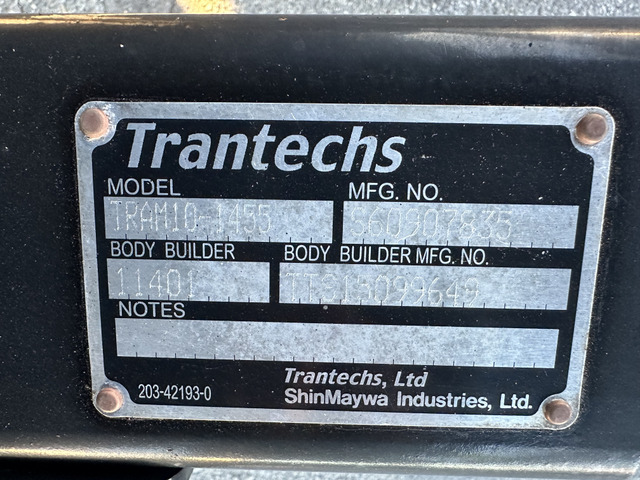 Trantechs
MODEL MFG. NO.
TRAM10-1455 S60907835
BODY BUILDER BODY BUILDER MFG. NO.
11401 TTS15099649
NOTES
Trantechs, Ltd
203-42193-0 ShinMaywa Industries, Ltd.